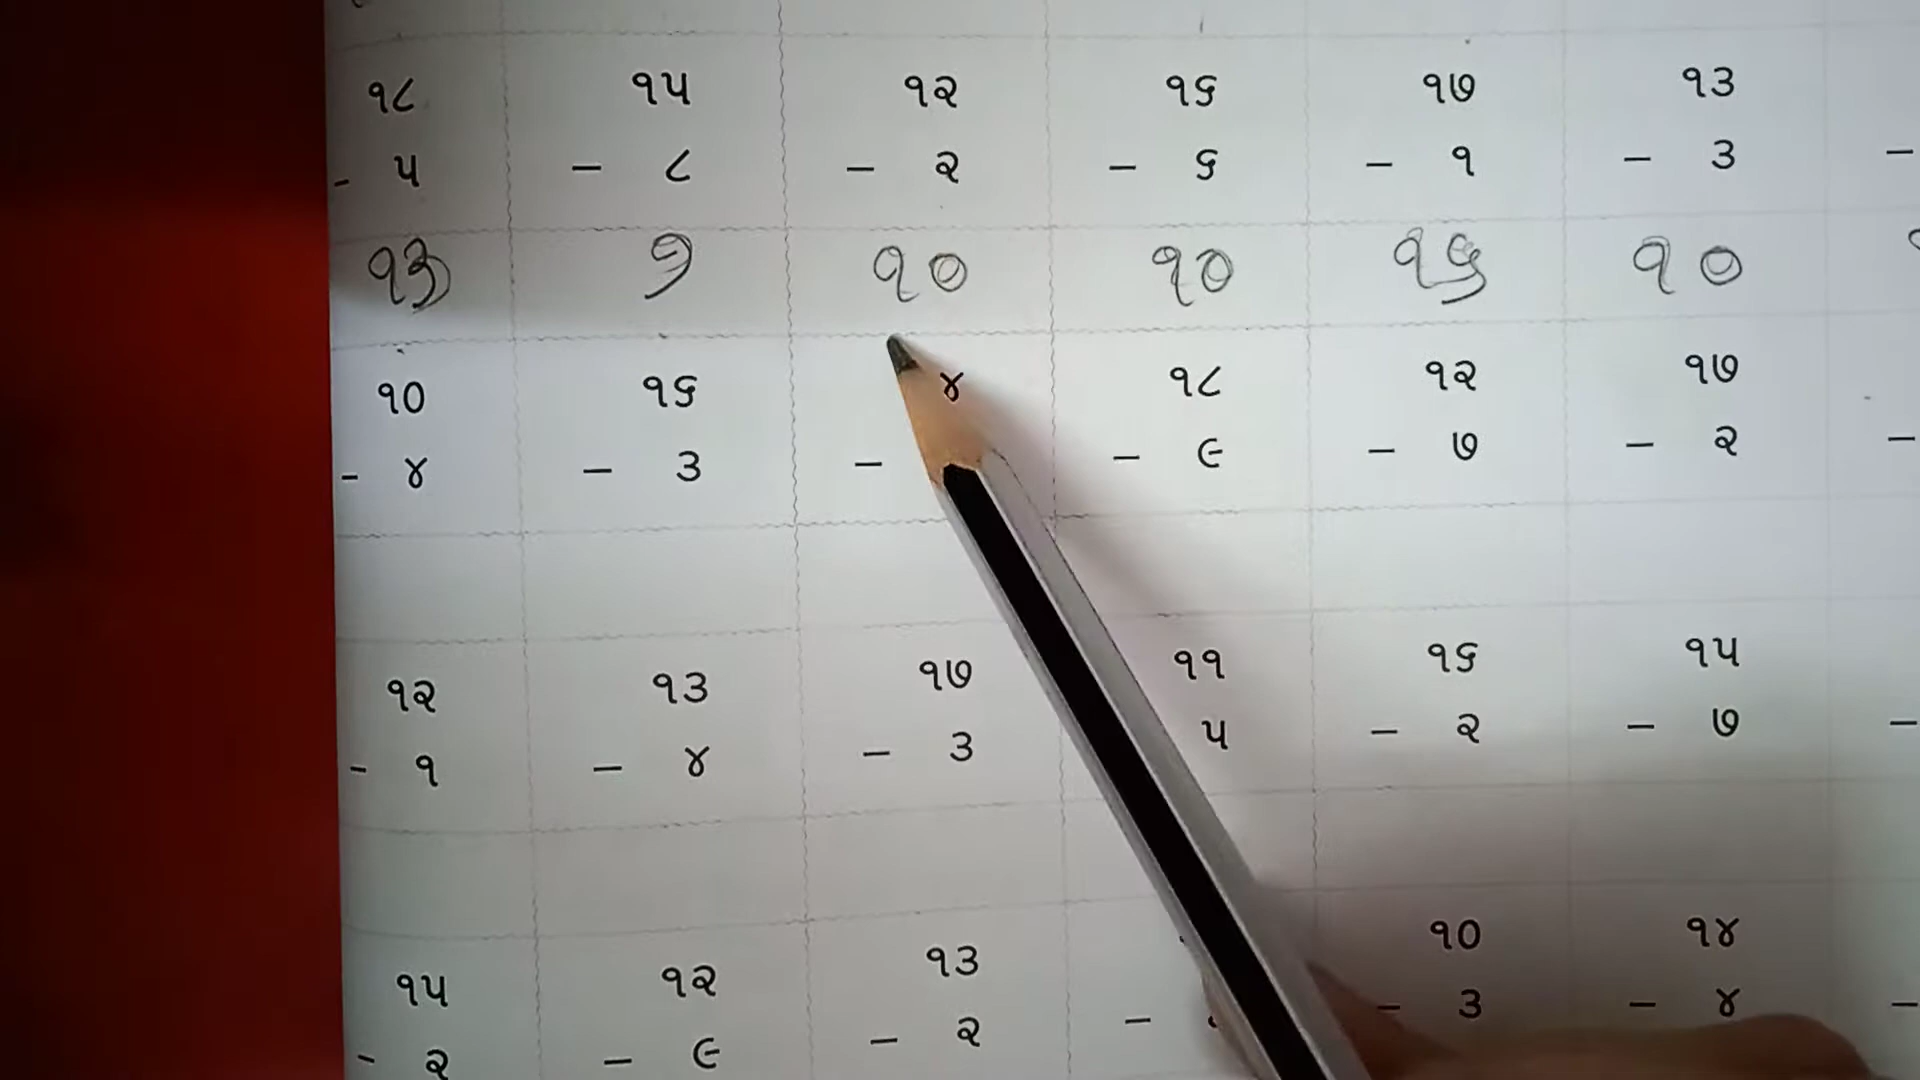 ૧૮ ૧૫ ૧૨ ૧૬ ૧૭ ૧૩
- ૫ - ૮ - ૨ - ૬ - ૧ - ૩ -
૧૩ ૭ ૧૦ ૧૦ ૧૬ ૧૦
૧૦ ૧૬ ૪ ૧૮ ૧૨ ૧૭
- ૪ - ૩ - - ૯ - ૭ - ૨ -
૧૨ ૧૩ ૧૭ ૧૧ ૧૬ ૧૫
- ૧ - ૪ - ૩ ૫ - ૨ - ૭ -
૧૫ ૧૨ ૧૩ ૧૦ ૧૪
- ૨ - ૯ - ૨ - - ૩ - ૪ -